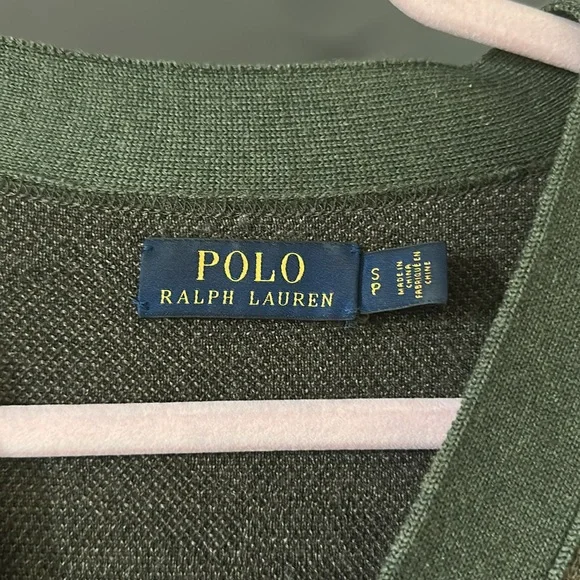 POLO
RALPH LAUREN
S
P
MADE IN
CHINA
FABRIQUÉ EN
CHINE